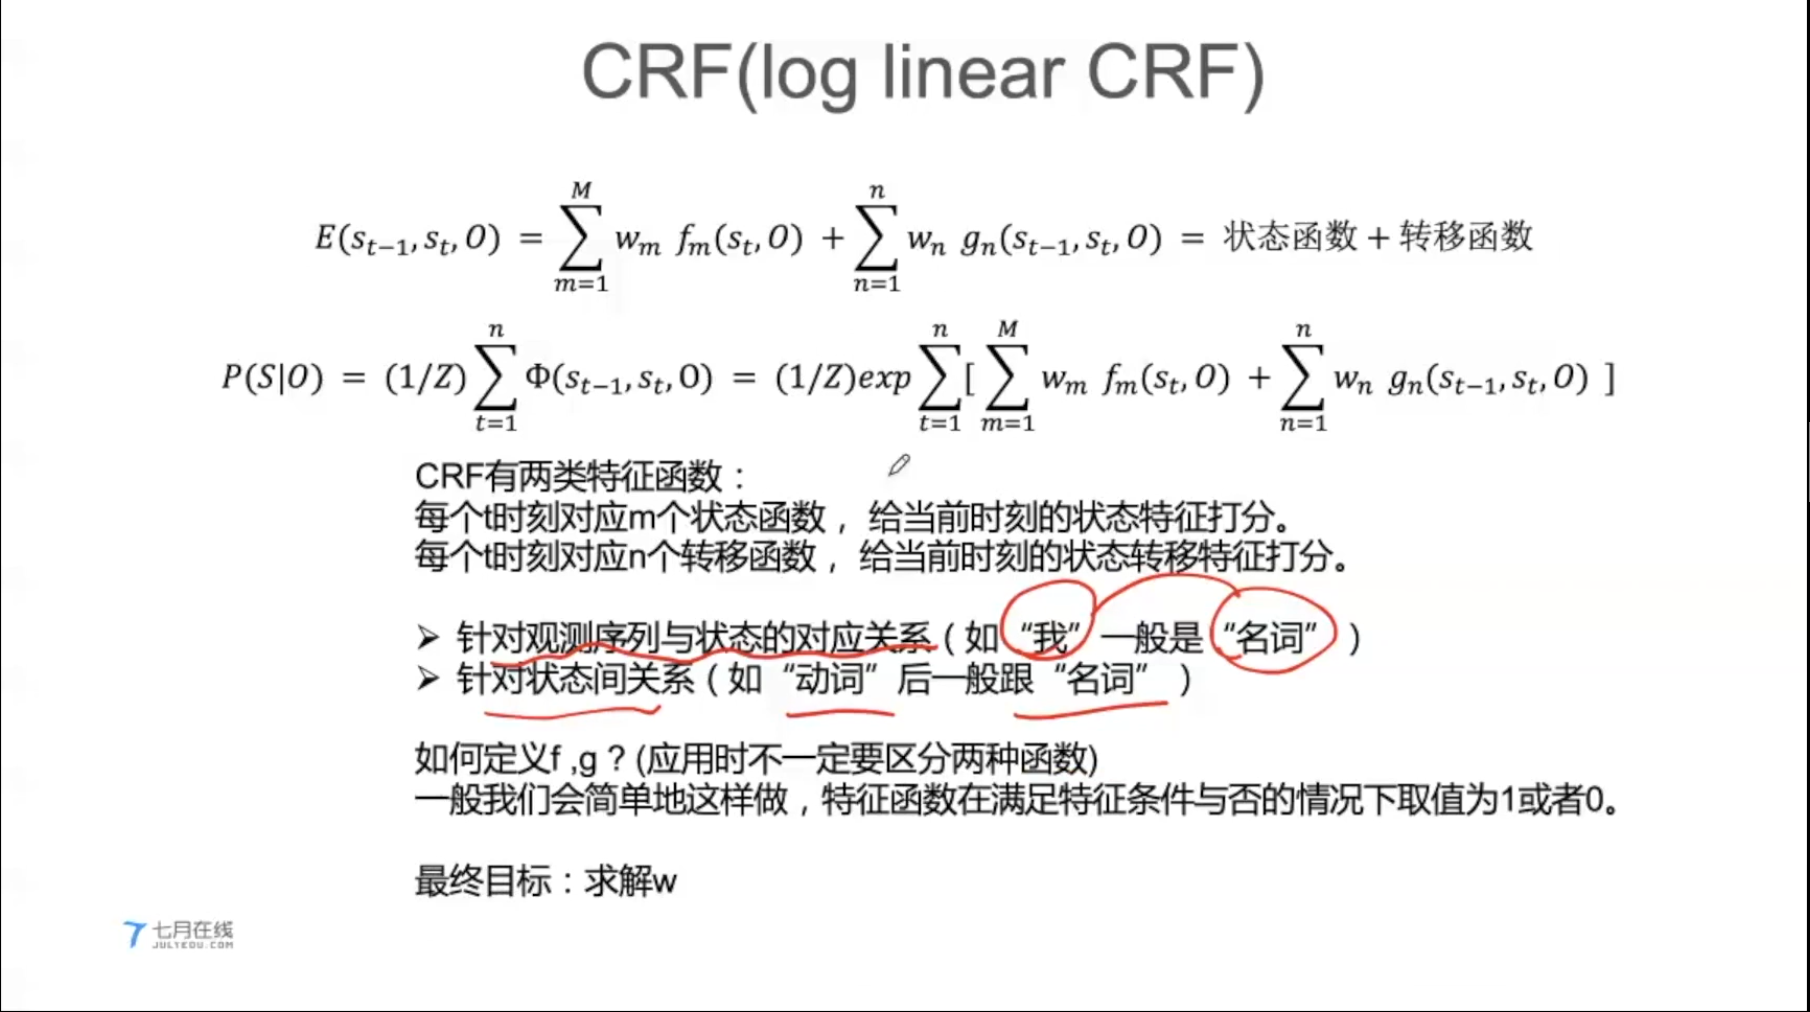 CRF(log linear CRF)
E(s_{t−1}, s_t, O) = \sum_{m=1}^{M} w_m f_m(s_t, O) + \sum_{n=1}^{n} w_n g_n(s_{t−1}, s_t, O) = 状态函数 + 转移函数
P(S|O) = (1/Z) \sum_{t=1}^{n} Φ(s_{t−1}, s_t, O) = (1/Z)exp \sum_{t=1}^{n} [ \sum_{m=1}^{M} w_m f_m(s_t, O) + \sum_{n=1}^{n} w_n g_n(s_{t−1}, s_t, O) ]
CRF有两类特征函数：
每个t时刻对应m个状态函数， 给当前时刻的状态特征打分。
每个t时刻对应n个转移函数， 给当前时刻的状态转移特征打分。
➢ 针对观测序列与状态的对应关系（如“我”一般是“名词”）
➢ 针对状态间关系（如“动词”后一般跟“名词”）
如何定义f ,g ? (应用时不一定要区分两种函数)
一般我们会简单地这样做，特征函数在满足特征条件与否的情况下取值为1或者0。
最终目标：求解w
七月在线
JULYEDU.COM